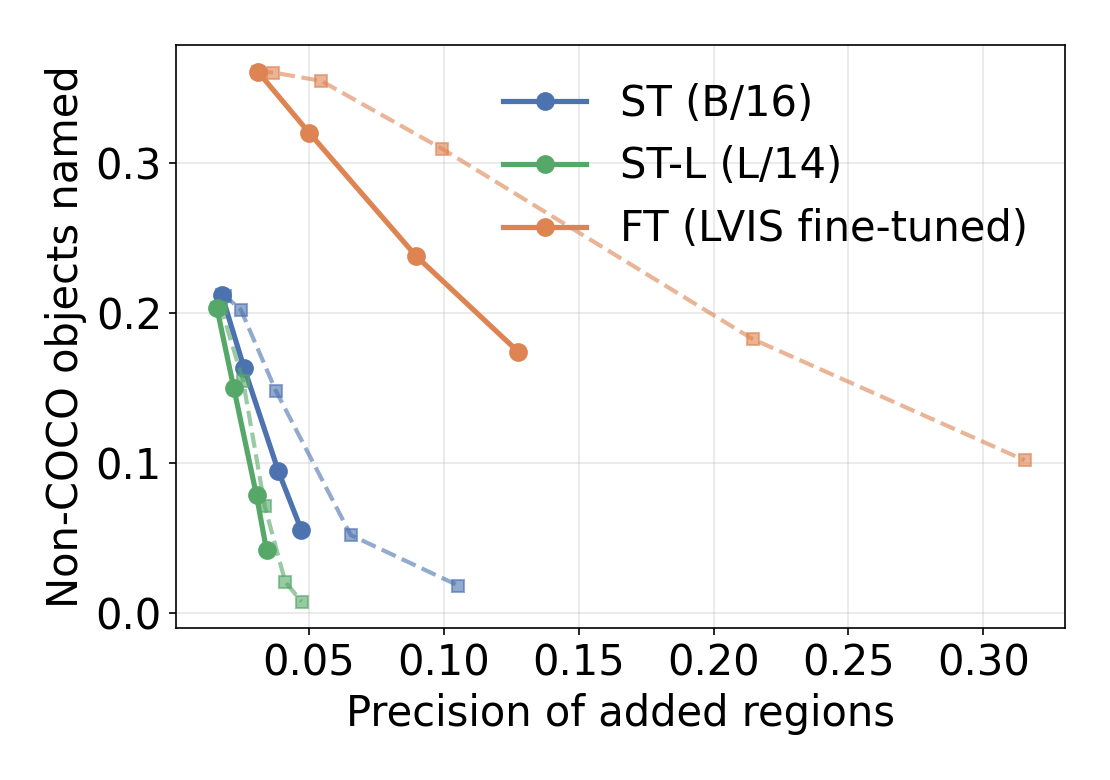 Non-COCO objects named
0.3
0.2
0.1
0.0
ST (B/16)
ST-L (L/14)
FT (LVIS fine-tuned)
0.05 0.10 0.15 0.20 0.25 0.30
Precision of added regions